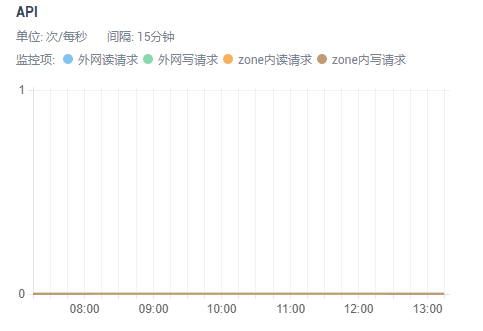 API
单位: 次/每秒 间隔: 15分钟
监控项: 外网读请求 外网写请求 zone内读请求 zone内写请求
1
0
08:00 09:00 10:00 11:00 12:00 13:00